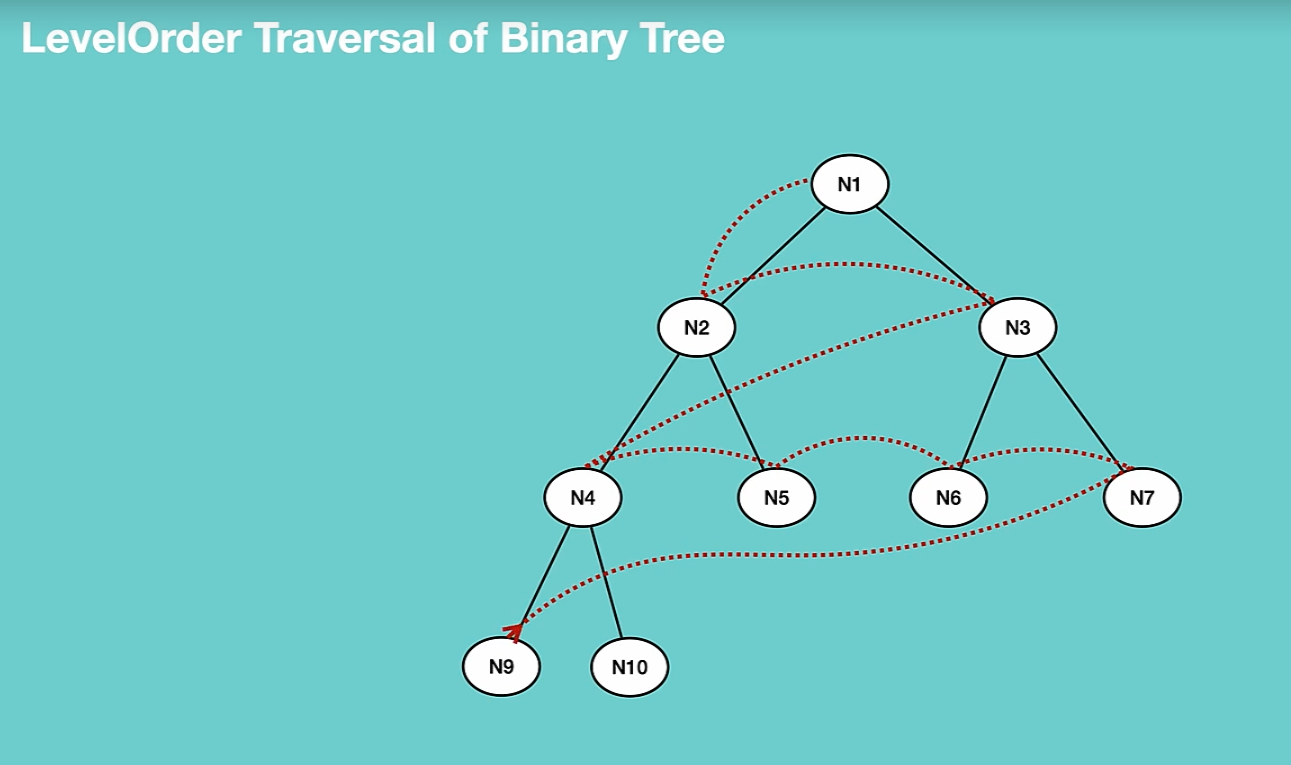 LevelOrder Traversal of Binary Tree
N1
N2 N3
N4 N5 N6 N7
N9 N10